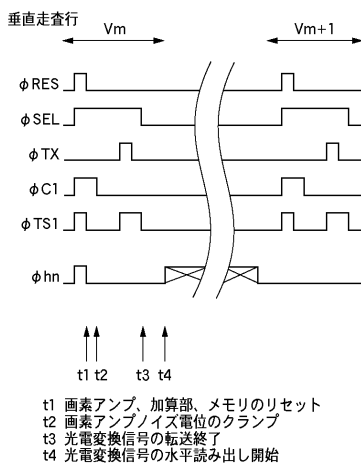 垂直走査行
Vm
Vm+1
φRES
φSEL
φTX
φC1
φTS1
φhn
t1 t2 t3 t4
t1 画素アンプ、加算部、メモリのリセット
t2 画素アンプノイズ電位のクランプ
t3 光電変換信号の転送終了
t4 光電変換信号の水平読み出し開始